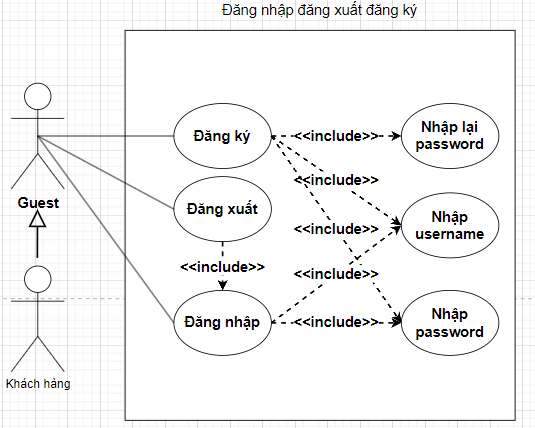 Đăng nhập đăng xuất đăng ký
Đăng ký
<<include>>
Nhập lại
password
<<include>>
Guest
Đăng xuất
<<include>>
Nhập
username
<<include>>
<<include>>
Đăng nhập
<<include>>
Nhập
password
Khách hàng